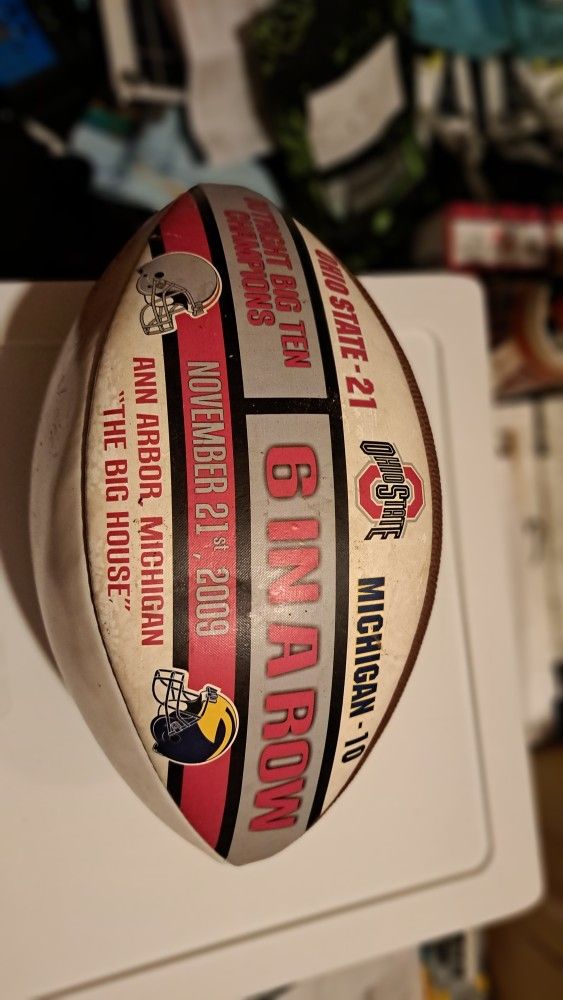 OHIO STATE - 21
OHIO STATE
MICHIGAN - 10
OUTRIGHT BIG TEN
CHAMPIONS
6 IN A ROW
NOVEMBER 21st, 2009
ANN ARBOR, MICHIGAN
"THE BIG HOUSE"